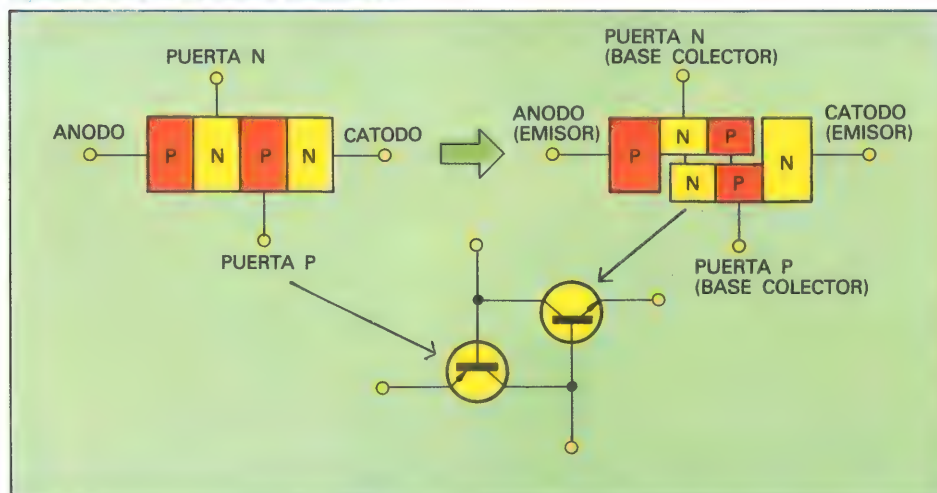 PUERTA N
ANODO
P N P N
CATODO
PUERTA P
PUERTA N
(BASE COLECTOR)
ANODO
(EMISOR)
P
N P
N P
N
CATODO
(EMISOR)
PUERTA P
(BASE COLECTOR)